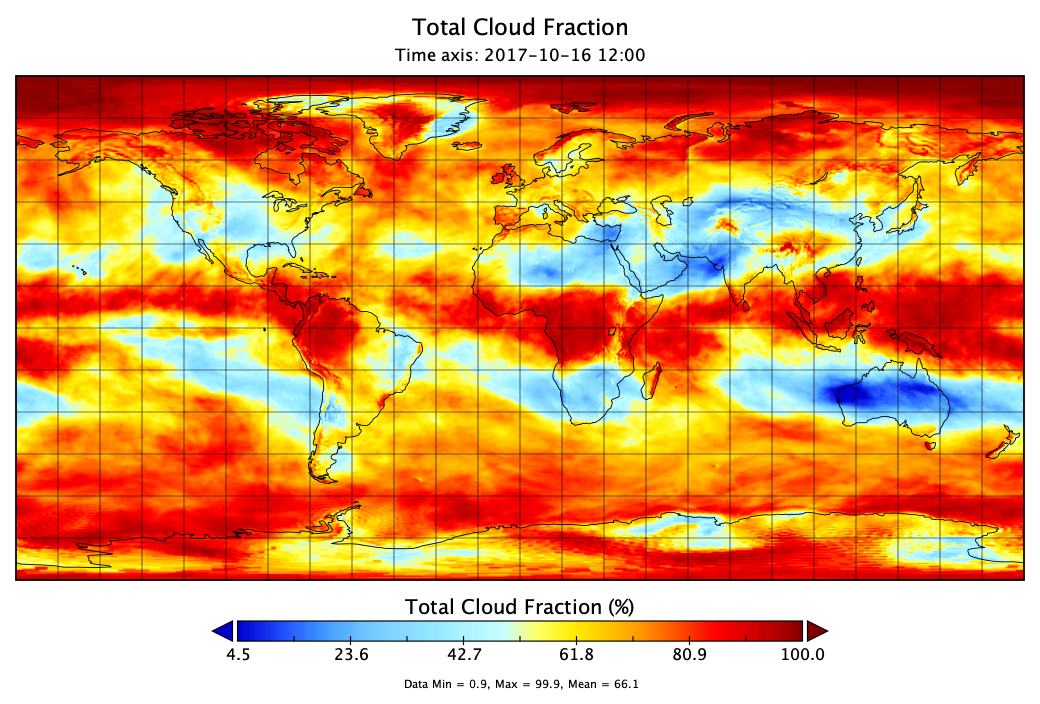 Total Cloud Fraction
Time axis: 2017-10-16 12:00
Total Cloud Fraction (%)
4.5 23.6 42.7 61.8 80.9 100.0
Data Min = 0.9, Max = 99.9, Mean = 66.1